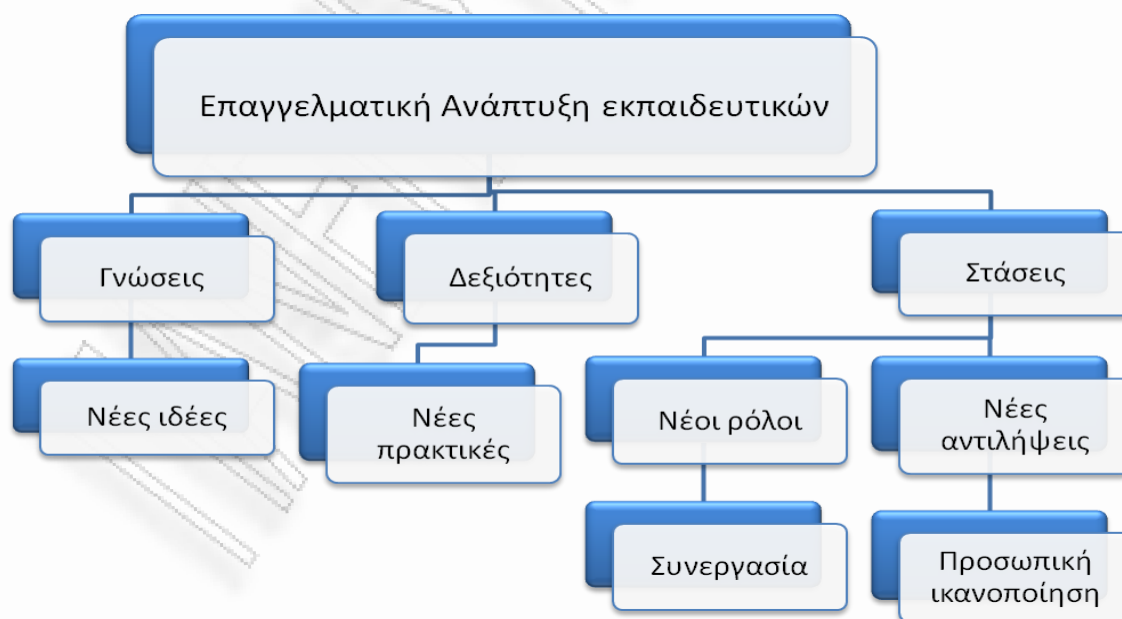 Επαγγελματική Ανάπτυξη εκπαιδευτικών
Γνώσεις
Δεξιότητες
Στάσεις
Νέες ιδέες
Νέες
πρακτικές
Νέοι ρόλοι
Νέες
αντιλήψεις
Συνεργασία
Προσωπική
ικανοποίηση